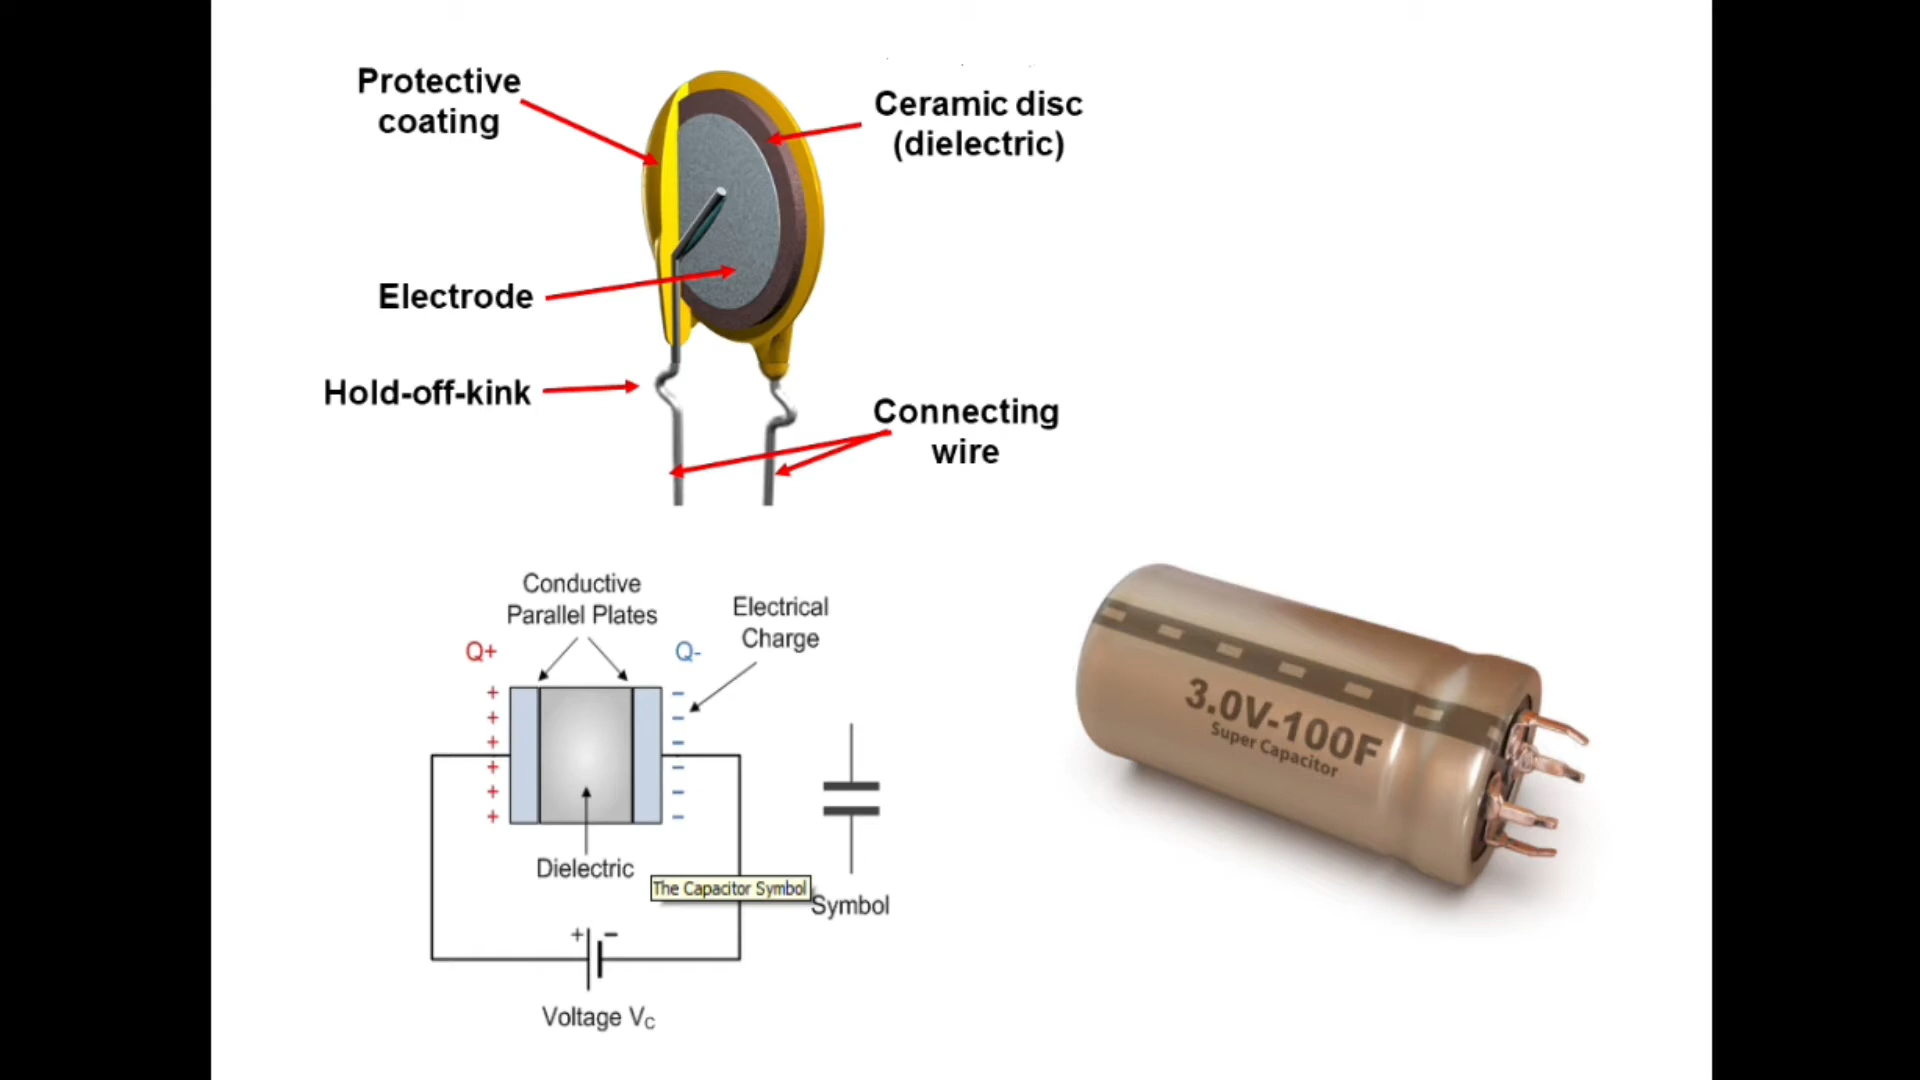 Protective
coating
Ceramic disc
(dielectric)
Electrode
Hold-off-kink
Connecting
wire
Conductive
Parallel Plates
Electrical
Charge
Q+
Q-
+
+
+
+
+
+
−
−
−
−
−
−
Dielectric
The Capacitor Symbol
Symbol
+ −
Voltage VC
3.0V-100F
Super Capacitor